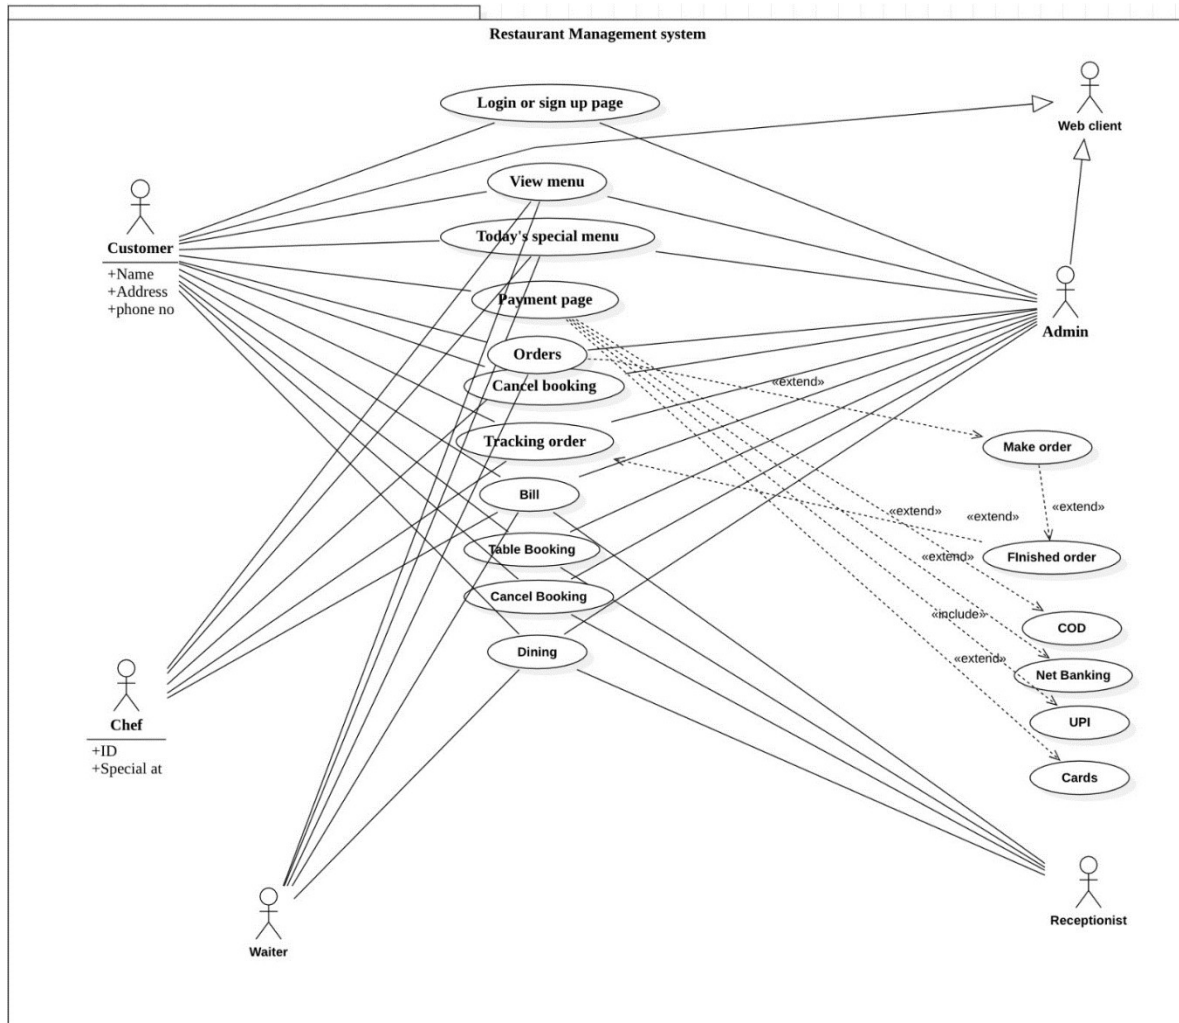 Restaurant Management system
Login or sign up page
Web client
View menu
Customer
+Name
+Address
+phone no
Today's special menu
Payment page
Admin
Orders
Cancel booking
«extend»
Tracking order
Make order
Bill
«extend»
«extend»
«extend»
Table Booking
«extend»
FInished order
Cancel Booking
«include»
COD
Dining
«extend»
Net Banking
UPI
Chef
+ID
+Special at
Cards
Waiter
Receptionist